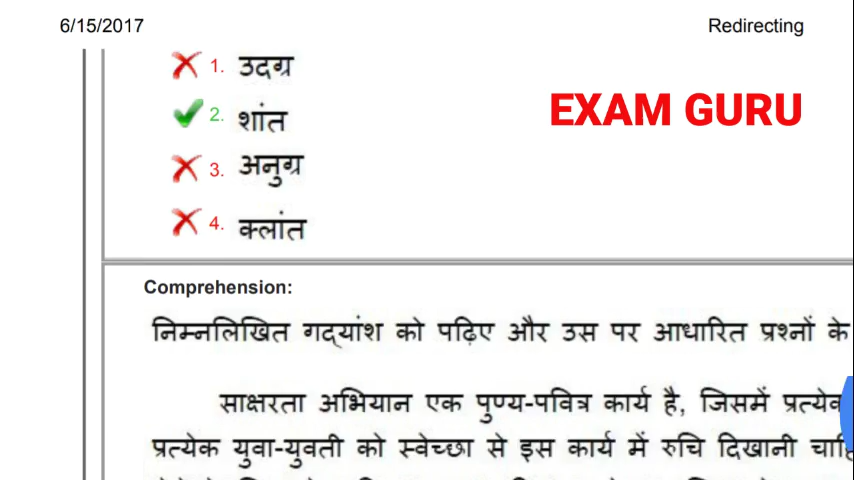 6/15/2017 Redirecting
1. उदग्र
2. शांत
EXAM GURU
3. अनुग्र
4. क्लांत
Comprehension:
निम्नलिखित गद्यांश को पढ़िए और उस पर आधारित प्रश्नों के
साक्षरता अभियान एक पुण्य-पवित्र कार्य है, जिसमें प्रत्येक
प्रत्येक युवा-युवती को स्वेच्छा से इस कार्य में रुचि दिखानी